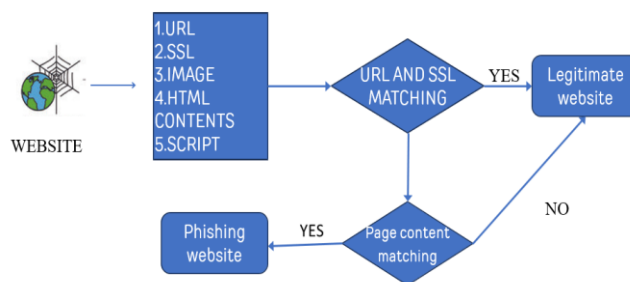 WEBSITE
1.URL
2.SSL
3.IMAGE
4.HTML
CONTENTS
5.SCRIPT
URL AND SSL
MATCHING
YES
Legitimate
website
NO
Page content
matching
YES
Phishing
website